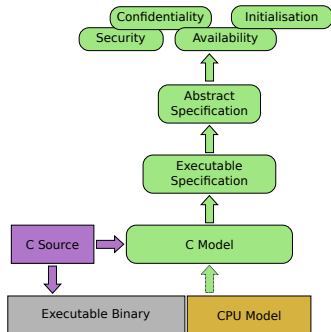 Confidentiality
Initialisation
Security
Availability
Abstract
Specification
Executable
Specification
C Source
C Model
Executable Binary
CPU Model